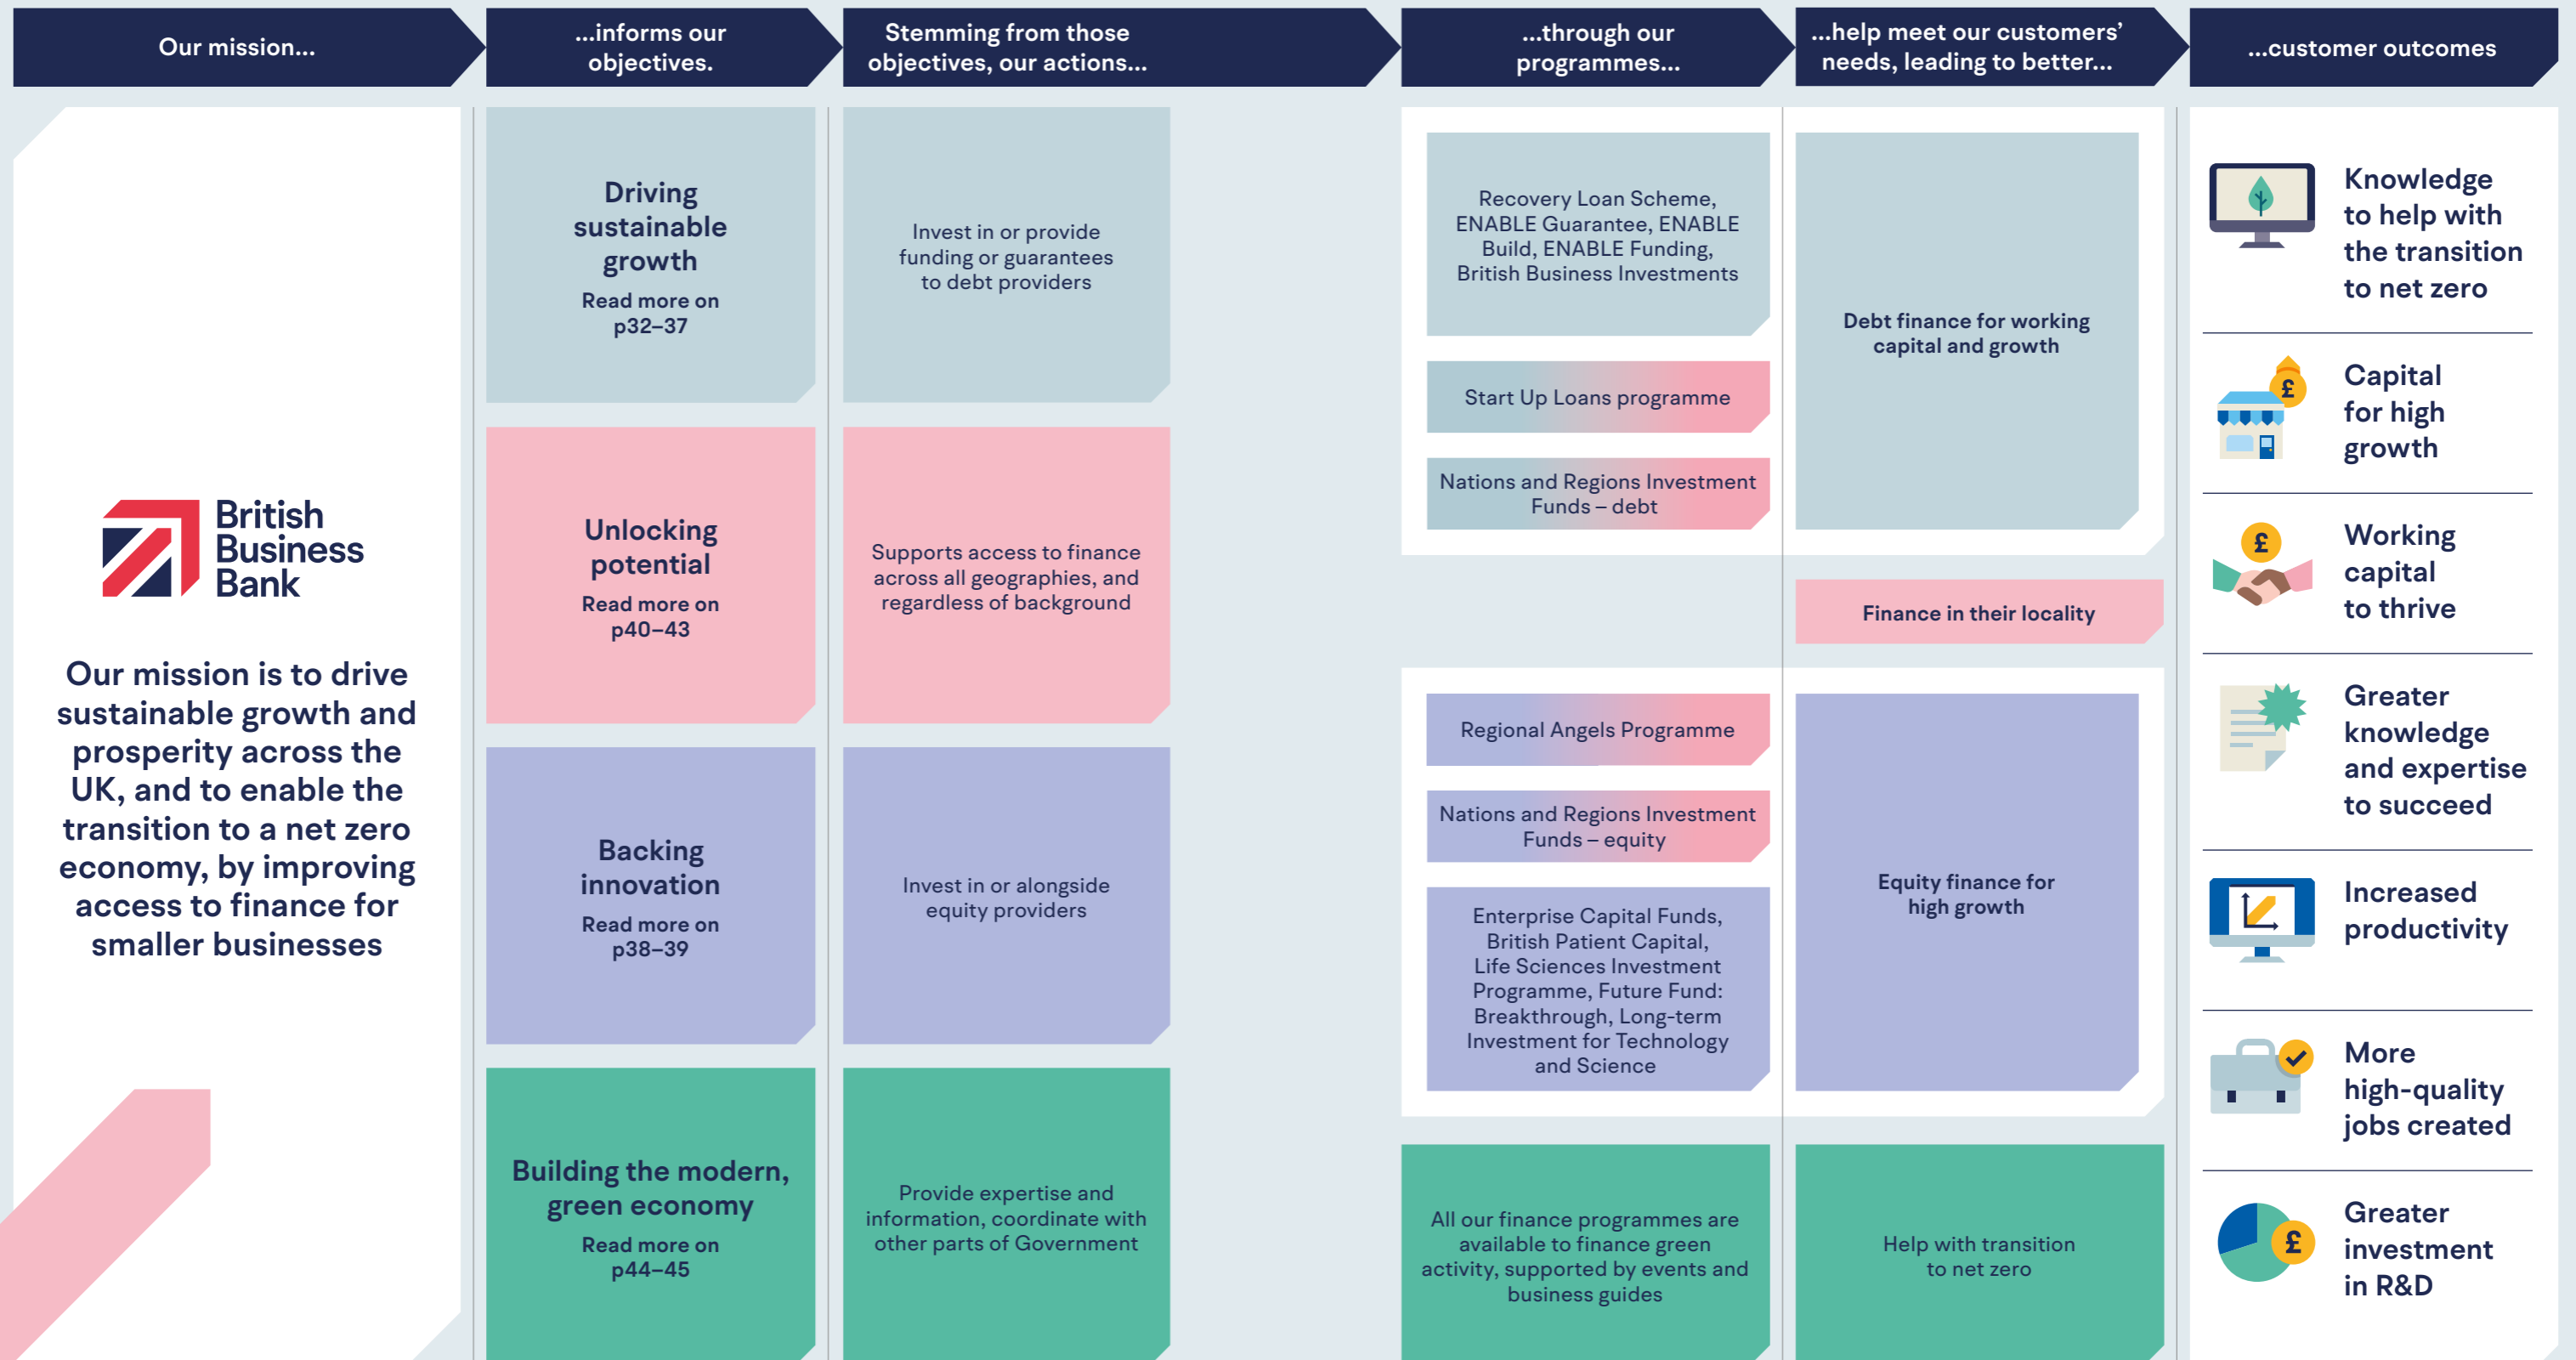 Our mission...
...informs our
objectives.
Stemming from those
objectives, our actions...
...through our
programmes...
...help meet our customers’
needs, leading to better...
...customer outcomes
British
Business
Bank
Our mission is to drive
sustainable growth and
prosperity across the
UK, and to enable the
transition to a net zero
economy, by improving
access to finance for
smaller businesses
Driving
sustainable
growth
Read more on
p32–37
Unlocking
potential
Read more on
p40–43
Backing
innovation
Read more on
p38–39
Building the modern,
green economy
Read more on
p44–45
Invest in or provide
funding or guarantees
to debt providers
Supports access to finance
across all geographies, and
regardless of background
Invest in or alongside
equity providers
Provide expertise and
information, coordinate with
other parts of Government
Recovery Loan Scheme,
ENABLE Guarantee, ENABLE
Build, ENABLE Funding,
British Business Investments
Start Up Loans programme
Nations and Regions Investment
Funds – debt
Regional Angels Programme
Nations and Regions Investment
Funds – equity
Enterprise Capital Funds,
British Patient Capital,
Life Sciences Investment
Programme, Future Fund:
Breakthrough, Long-term
Investment for Technology
and Science
All our finance programmes are
available to finance green
activity, supported by events and
business guides
Debt finance for working
capital and growth
Finance in their locality
Equity finance for
high growth
Help with transition
to net zero
Knowledge
to help with
the transition
to net zero
£
Capital
for high
growth
£
Working
capital
to thrive
Greater
knowledge
and expertise
to succeed
Increased
productivity
More
high-quality
jobs created
£
Greater
investment
in R&D